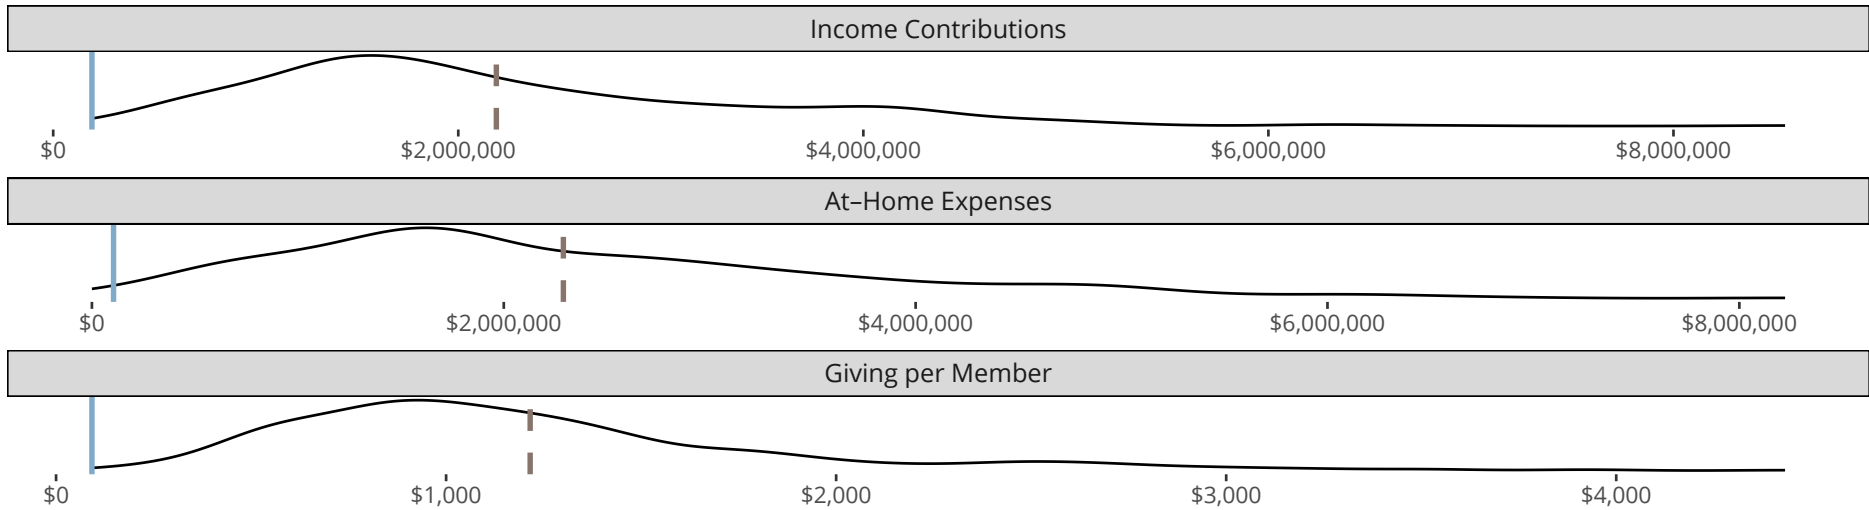 Income Contributions
$0 $2,000,000 $4,000,000 $6,000,000 $8,000,000
At–Home Expenses
$0 $2,000,000 $4,000,000 $6,000,000 $8,000,000
Giving per Member
$0 $1,000 $2,000 $3,000 $4,000